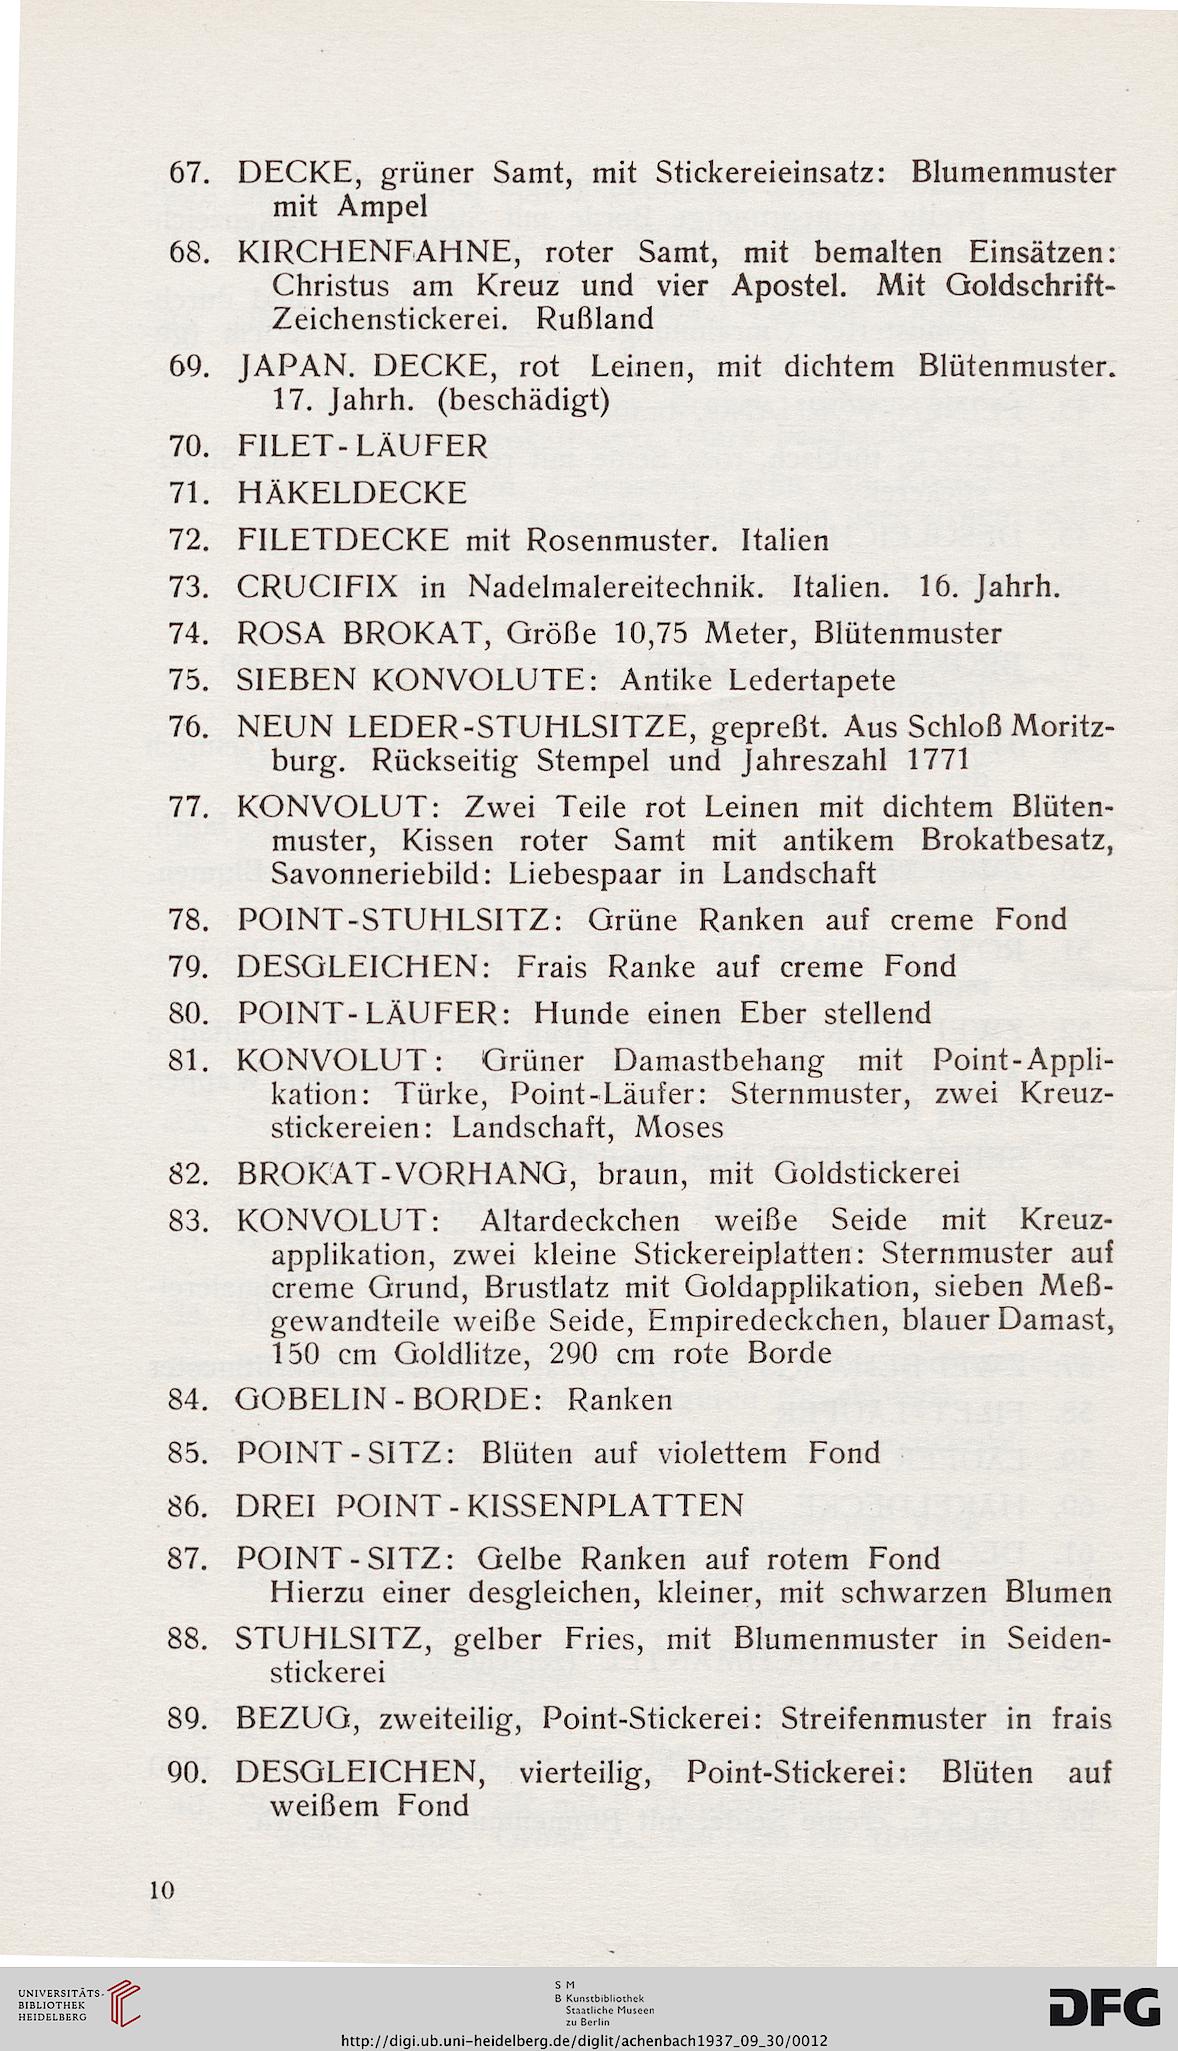 67. DECKE, grüner Samt, mit Stickereieinsatz: Blumenmuster
mit Ampel
68. KIRCHENFAHNE, roter Samt, mit bemalten Einsätzen:
Christus am Kreuz und vier Apostel. Mit Goldschrift-
Zeichenstickerei. Rußland
69. JAPAN. DECKE, rot Leinen, mit dichtem Blütenmuster.
17. Jahrh. (beschädigt)
70. FILET-LÄUFER
71. HÄKELDECKE
72. FILETDECKE mit Rosenmuster. Italien
73. CRUCIFIX in Nadelmalereitechnik. Italien. 16. Jahrh.
74. ROSA BROKAT, Größe 10,75 Meter, Blütenmuster
75. SIEBEN KONVOLUTE: Antike Ledertapete
76. NEUN LEDER-STUHLSITZE, gepreßt. Aus Schloß Moritz-
burg. Rückseitig Stempel und Jahreszahl 1771
77. KONVOLUT: Zwei Teile rot Leinen mit dichtem Blüten-
muster, Kissen roter Samt mit antikem Brokatbesatz,
Savonneriebild: Liebespaar in Landschaft
78. POINT-STUHLSITZ: Grüne Ranken auf creme Fond
79. DESGLEICHEN: Frais Ranke auf creme Fond
80. POINT-LÄUFER: Hunde einen Eber stellend
81. KONVOLUT: Grüner Damastbehang mit Point-Appli-
kation: Türke, Point-Läufer: Sternmuster, zwei Kreuz-
stickereien: Landschaft, Moses
82. BROKAT-VORHANG, braun, mit Goldstickerei
83. KONVOLUT: Altardeckchen weiße Seide mit Kreuz-
applikation, zwei kleine Stickereiplatten: Sternmuster auf
creme Grund, Brustlatz mit Goldapplikation, sieben Meß-
gewandteile weiße Seide, Empiredeckchen, blauer Damast,
150 cm Goldlitze, 290 cm rote Borde
84. GOBELIN-BORDE: Ranken
85. POINT-SITZ: Blüten auf violettem Fond
86. DREI POINT-KISSENPLATTEN
87. POINT-SITZ: Gelbe Ranken auf rotem Fond
Hierzu einer desgleichen, kleiner, mit schwarzen Blumen
88. STUHLSITZ, gelber Fries, mit Blumenmuster in Seiden-
stickerei
89. BEZUG, zweiteilig, Point-Stickerei: Streifenmuster in frais
90. DESGLEICHEN, vierteilig, Point-Stickerei: Blüten auf
weißem Fond
10
UNIVERSITÄTS-
BIBLIOTHEK
HEIDELBERG
S M
B Kunstbibliothek
Staatliche Museen
zu Berlin
DFG
http://digi.ub.uni-heidelberg.de/diglit/achenbach1937_09_30/0012